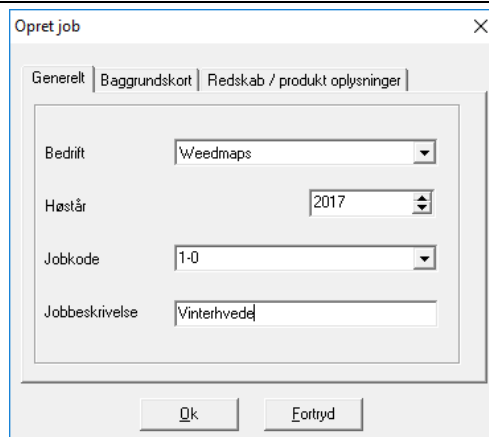 Opret job
Generelt Baggrundskort Redskab / produkt oplysninger
Bedrift Weedmaps
Høstår 2017
Jobkode 1-0
Jobbeskrivelse Vinterhvede
Ok Fortryd